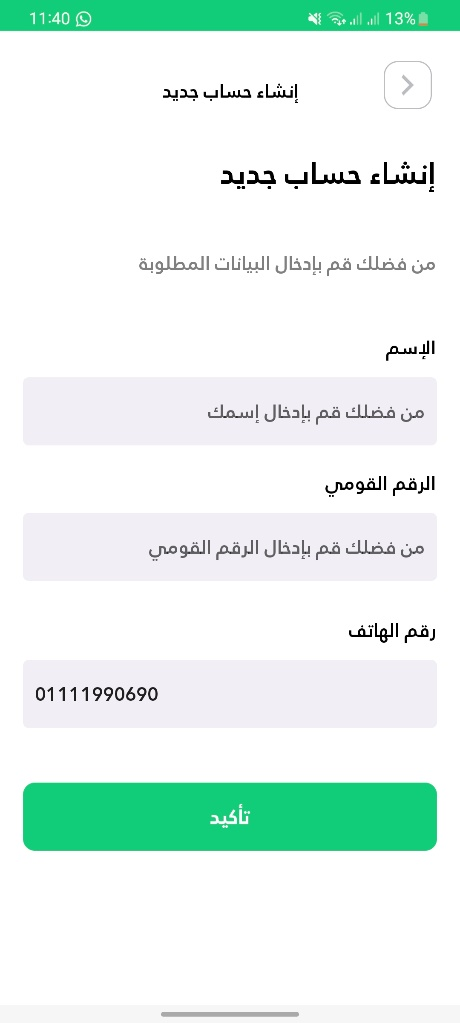 11:40
13%
إنشاء حساب جديد
إنشاء حساب جديد
من فضلك قم بإدخال البيانات المطلوبة
الإسم
من فضلك قم بإدخال إسمك
الرقم القومي
من فضلك قم بإدخال الرقم القومي
رقم الهاتف
01111990690
تأكيد